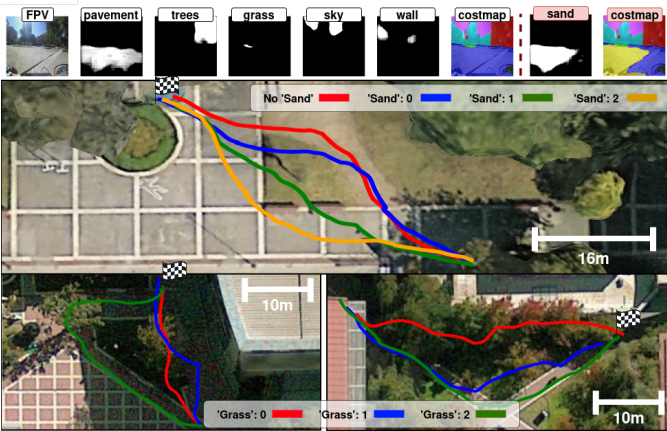 FPV pavement trees grass sky wall costmap sand costmap
No 'Sand' 'Sand': 0 'Sand': 1 'Sand': 2
16m
10m
'Grass': 0 'Grass': 1 'Grass': 2
10m